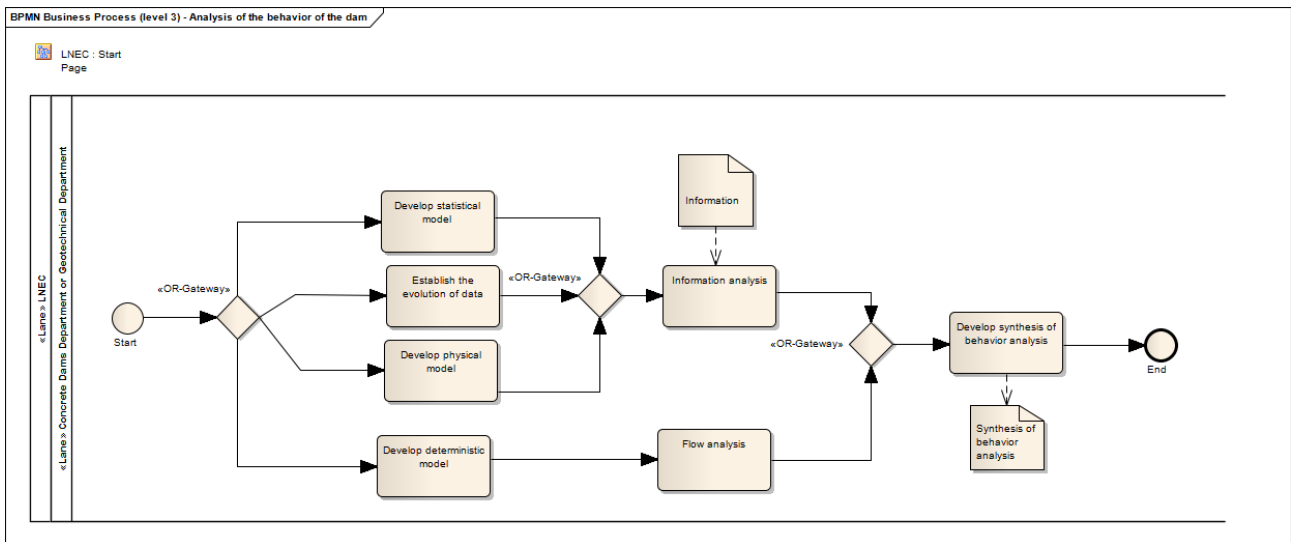 BPMN Business Process (level 3) - Analysis of the behavior of the dam
LNEC : Start
Page
«Lane» LNEC
«Lane» Concrete Dams Department or Geotechnical Department
Start
«OR-Gateway»
Develop statistical
model
Establish the
evolution of data
Develop physical
model
Develop deterministic
model
«OR-Gateway»
Information
Information analysis
Flow analysis
«OR-Gateway»
Develop synthesis of
behavior analysis
Synthesis of
behavior
analysis
End